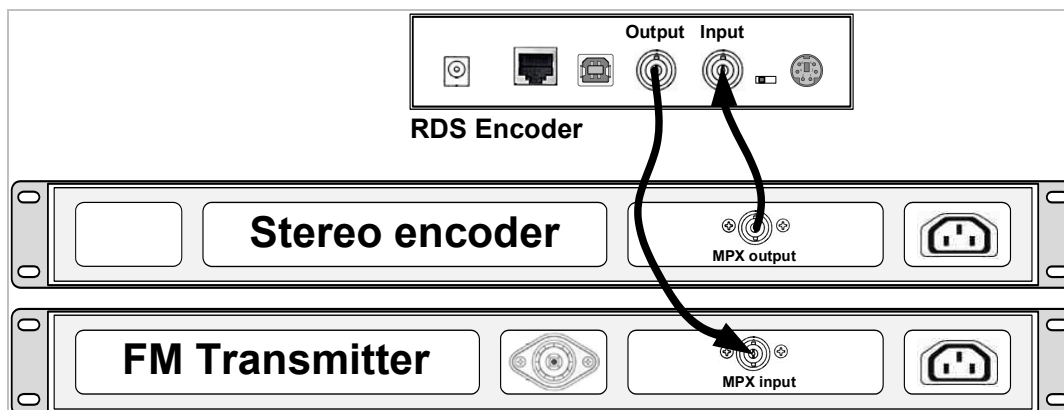 Output Input
RDS Encoder
Stereo encoder
MPX output
FM Transmitter
MPX input